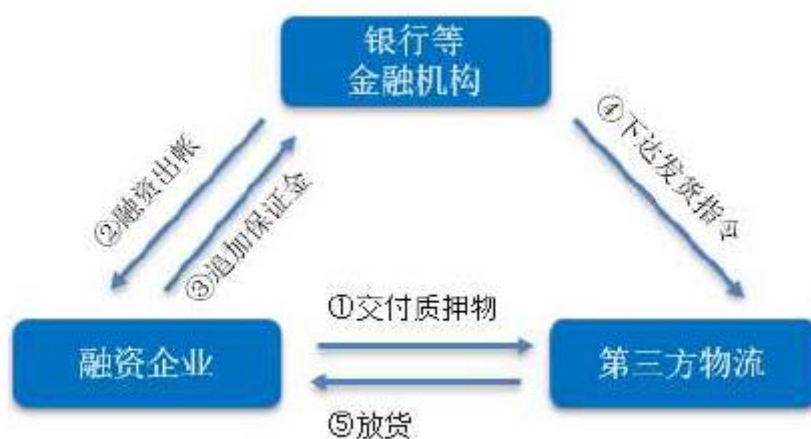 银行等
金融机构
②融资出帐
③追加保证金
④下达发货指令
①交付质押物
融资企业
第三方物流
⑤放货